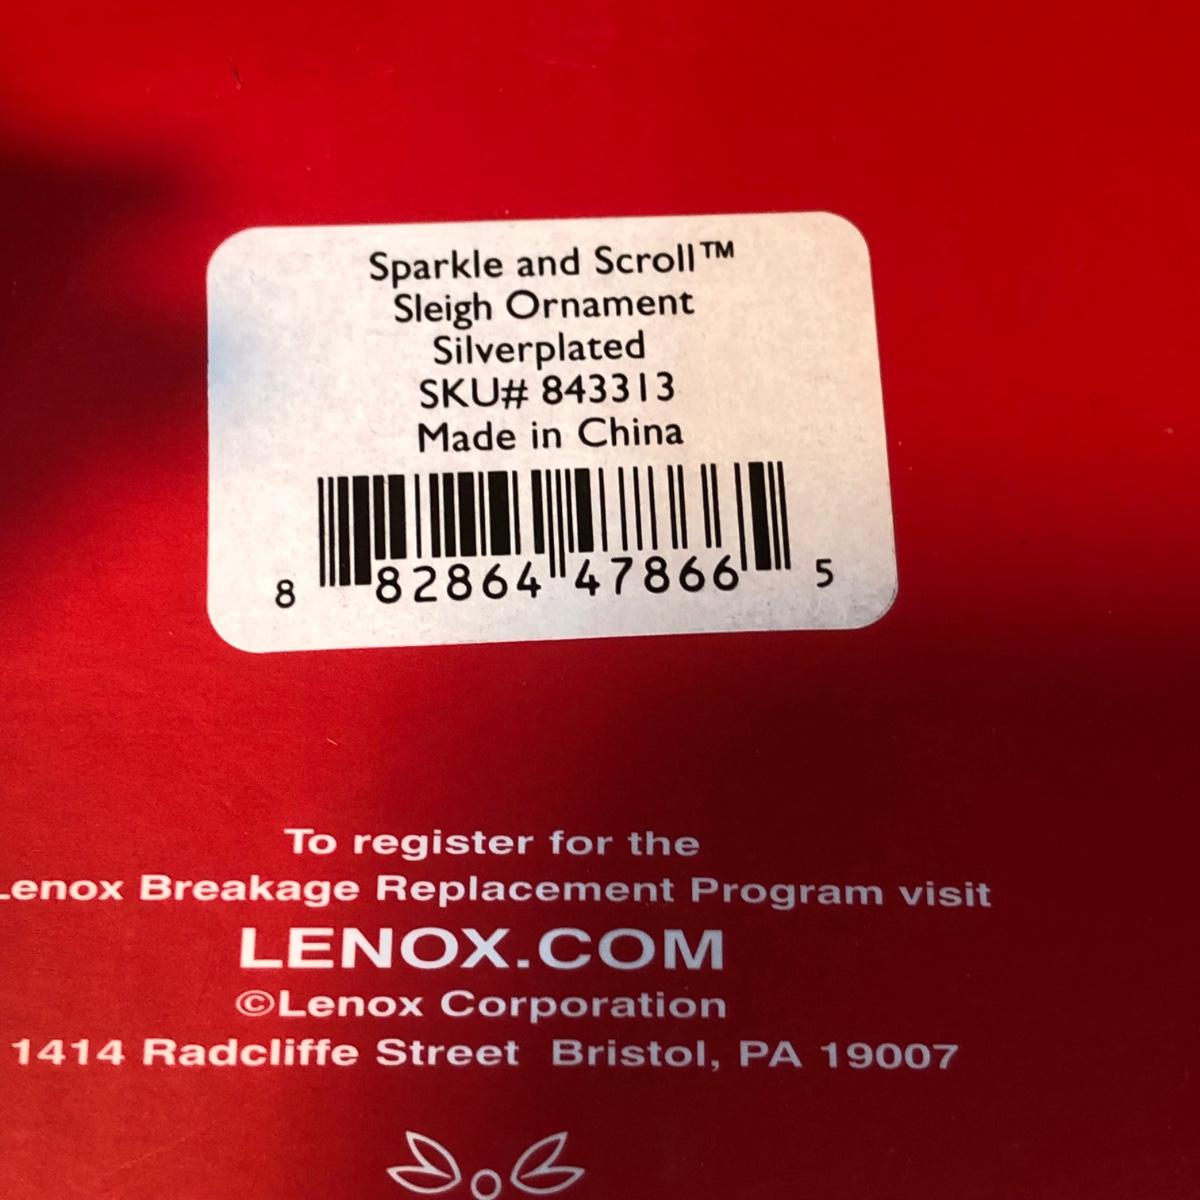 Sparkle and Scroll™
Sleigh Ornament
Silverplated
SKU# 843313
Made in China
8 82864 47866 5
To register for the
Lenox Breakage Replacement Program visit
LENOX.COM
©Lenox Corporation
1414 Radcliffe Street Bristol, PA 19007